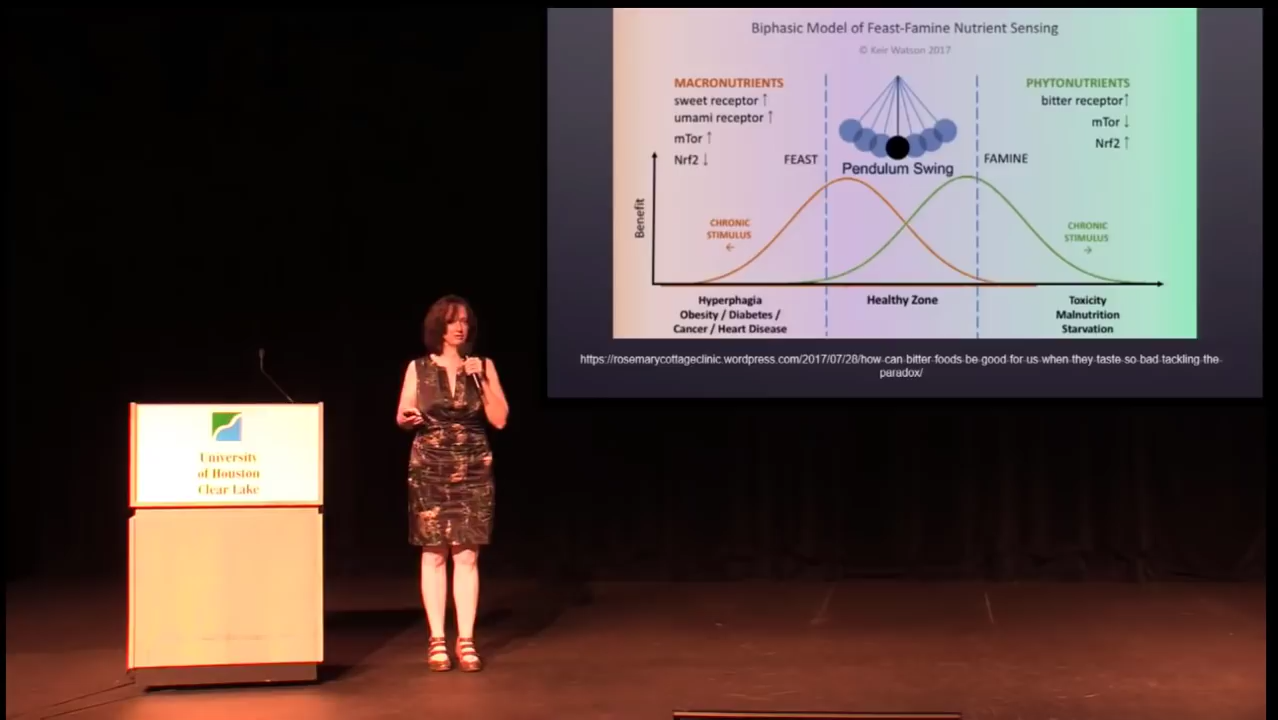 Biphasic Model of Feast-Famine Nutrient Sensing
© Keir Watson 2017
MACRONUTRIENTS
sweet receptor ↑
umami receptor ↑
mTor ↑
Nrf2 ↓
PHYTONUTRIENTS
bitter receptor↑
mTor ↓
Nrf2 ↑
FEAST
FAMINE
Pendulum Swing
Benefit
CHRONIC
STIMULUS
←
CHRONIC
STIMULUS
→
Hyperphagia
Obesity / Diabetes /
Cancer / Heart Disease
Healthy Zone
Toxicity
Malnutrition
Starvation
https://rosemarycottageclinic.wordpress.com/2017/07/28/how-can-bitter-foods-be-good-for-us-when-they-taste-so-bad-tackling-the-
paradox/
University
of Houston
Clear Lake